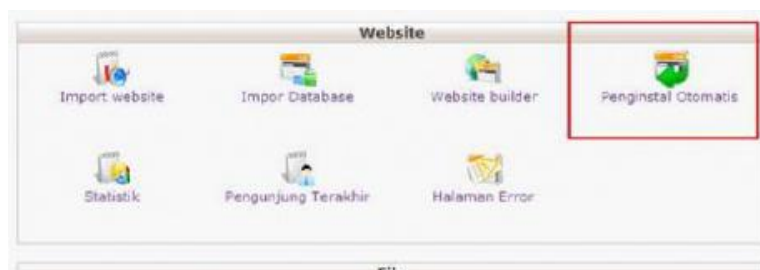 Website
Import website
Impor Database
Website builder
Penginstal Otomatis
Statistik
Pengunjung Terakhir
Halaman Error